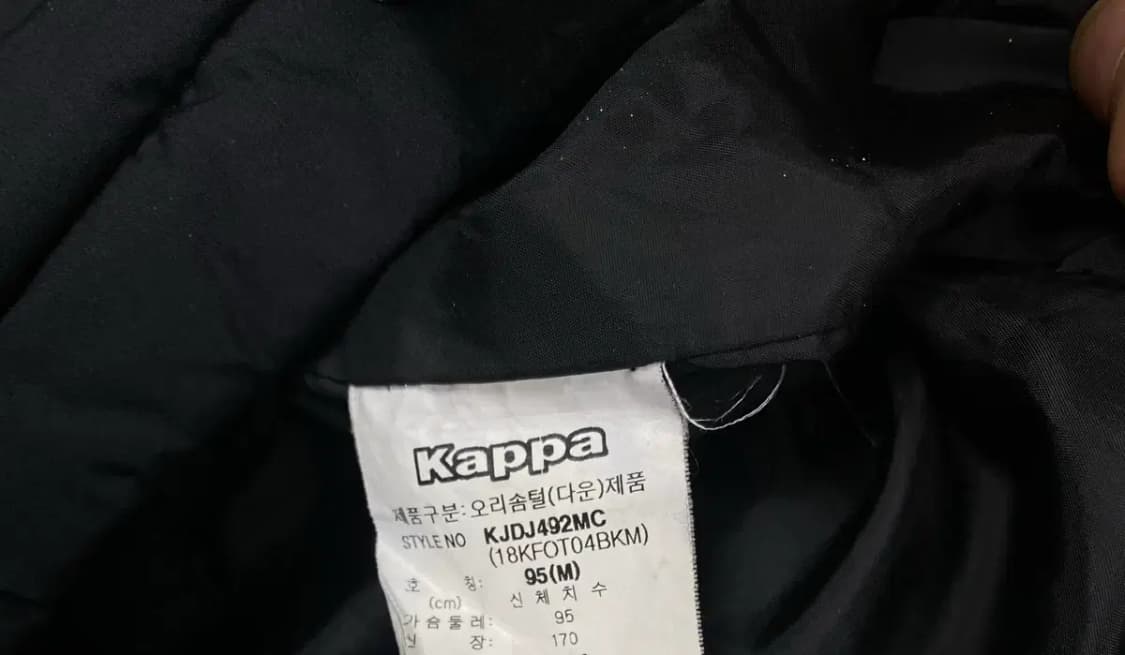 Kappa
제품구분: 오리솜털(다운)제품
STYLE NO KJDJ492MC
(18KFOT04BKM)
호 칭: 95(M)
(cm) 신 체 치 수
가 슴 둘 레: 95
신 장: 170